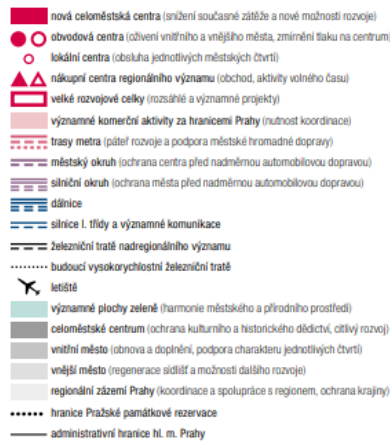 nová celoměstská centra (snížení současné zátěže a nové možnosti rozvoje)
obvodová centra (oživení vnitřního a vnějšího města, zmírnění tlaku na centrum)
lokální centra (obsluha jednotlivých městských čtvrtí)
nákupní centra regionálního významu (obchod, aktivity volného času)
velké rozvojové celky (rozsáhlé a významné projekty)
významné komerční aktivity za hranicemi Prahy (nutnost koordinace)
trasy metra (páteř rozvoje a podpora městské hromadné dopravy)
městský okruh (ochrana centra před nadměrnou automobilovou dopravou)
silniční okruh (ochrana města před nadměrnou automobilovou dopravou)
dálnice
silnice I. třídy a významné komunikace
železniční tratě nadregionálního významu
budoucí vysokorychlostní železniční tratě
letiště
významné plochy zeleně (harmonie městského a přírodního prostředí)
celoměstské centrum (ochrana kulturního a historického dědictví, citlivý rozvoj)
vnitřní město (obnova a doplnění, podpora charakteru jednotlivých čtvrtí)
vnější město (regenerace sídlišť a možnosti dalšího rozvoje)
regionální zázemí Prahy (koordinace a spolupráce s regionem, ochrana krajiny)
hranice Pražské památkové rezervace
administrativní hranice hl. m. Prahy